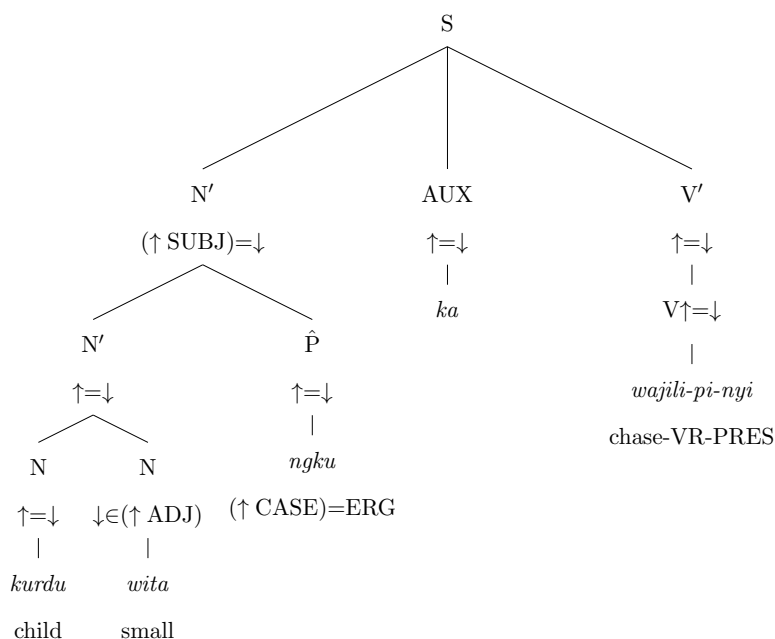 S
N′ AUX V′
(↑ SUBJ)=↓ ↑=↓ ↑=↓
ka V↑=↓
N′ P̂
↑=↓ ↑=↓ wajili-pi-nyi
chase-VR-PRES
N N ngku
↑=↓ ↓∈(↑ ADJ) (↑ CASE)=ERG
kurdu wita
child small